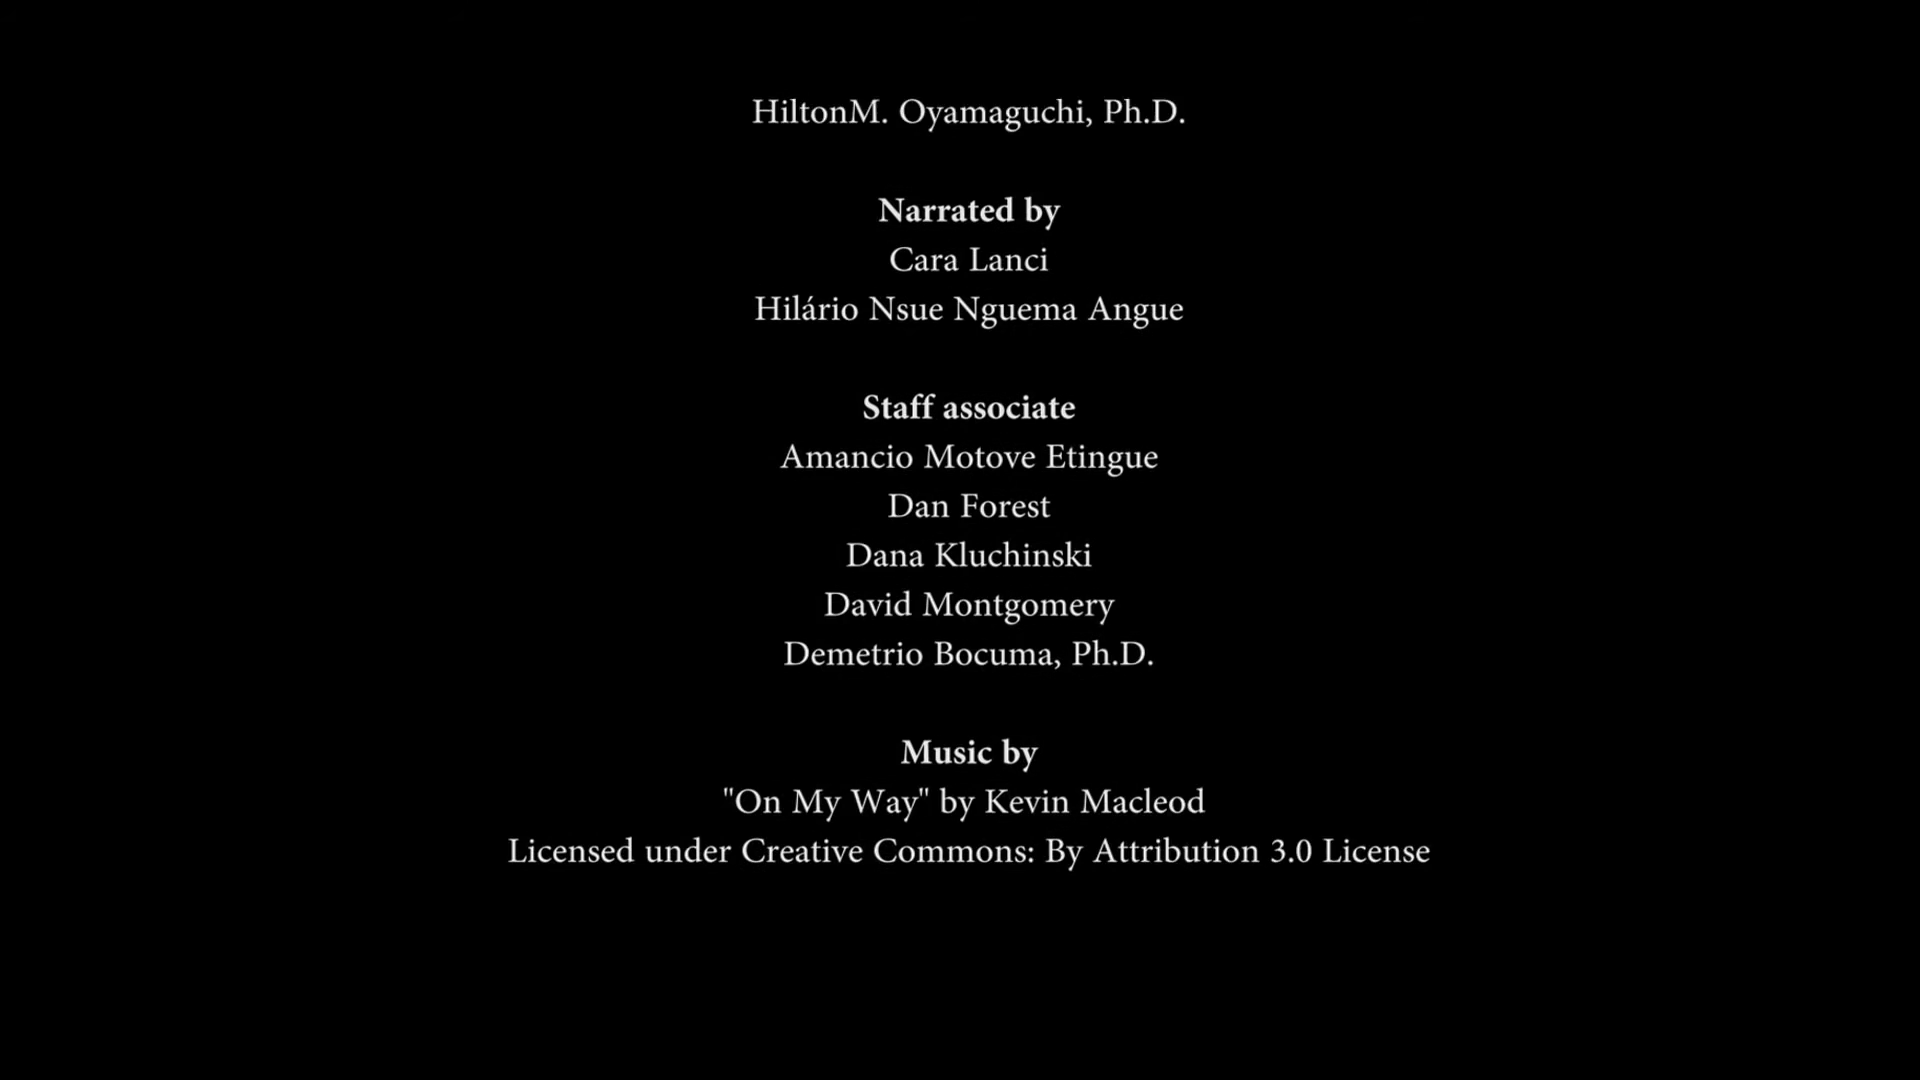 HiltonM. Oyamaguchi, Ph.D.
Narrated by
Cara Lanci
Hilário Nsue Nguema Angue
Staff associate
Amancio Motove Etingue
Dan Forest
Dana Kluchinski
David Montgomery
Demetrio Bocuma, Ph.D.
Music by
"On My Way" by Kevin Macleod
Licensed under Creative Commons: By Attribution 3.0 License